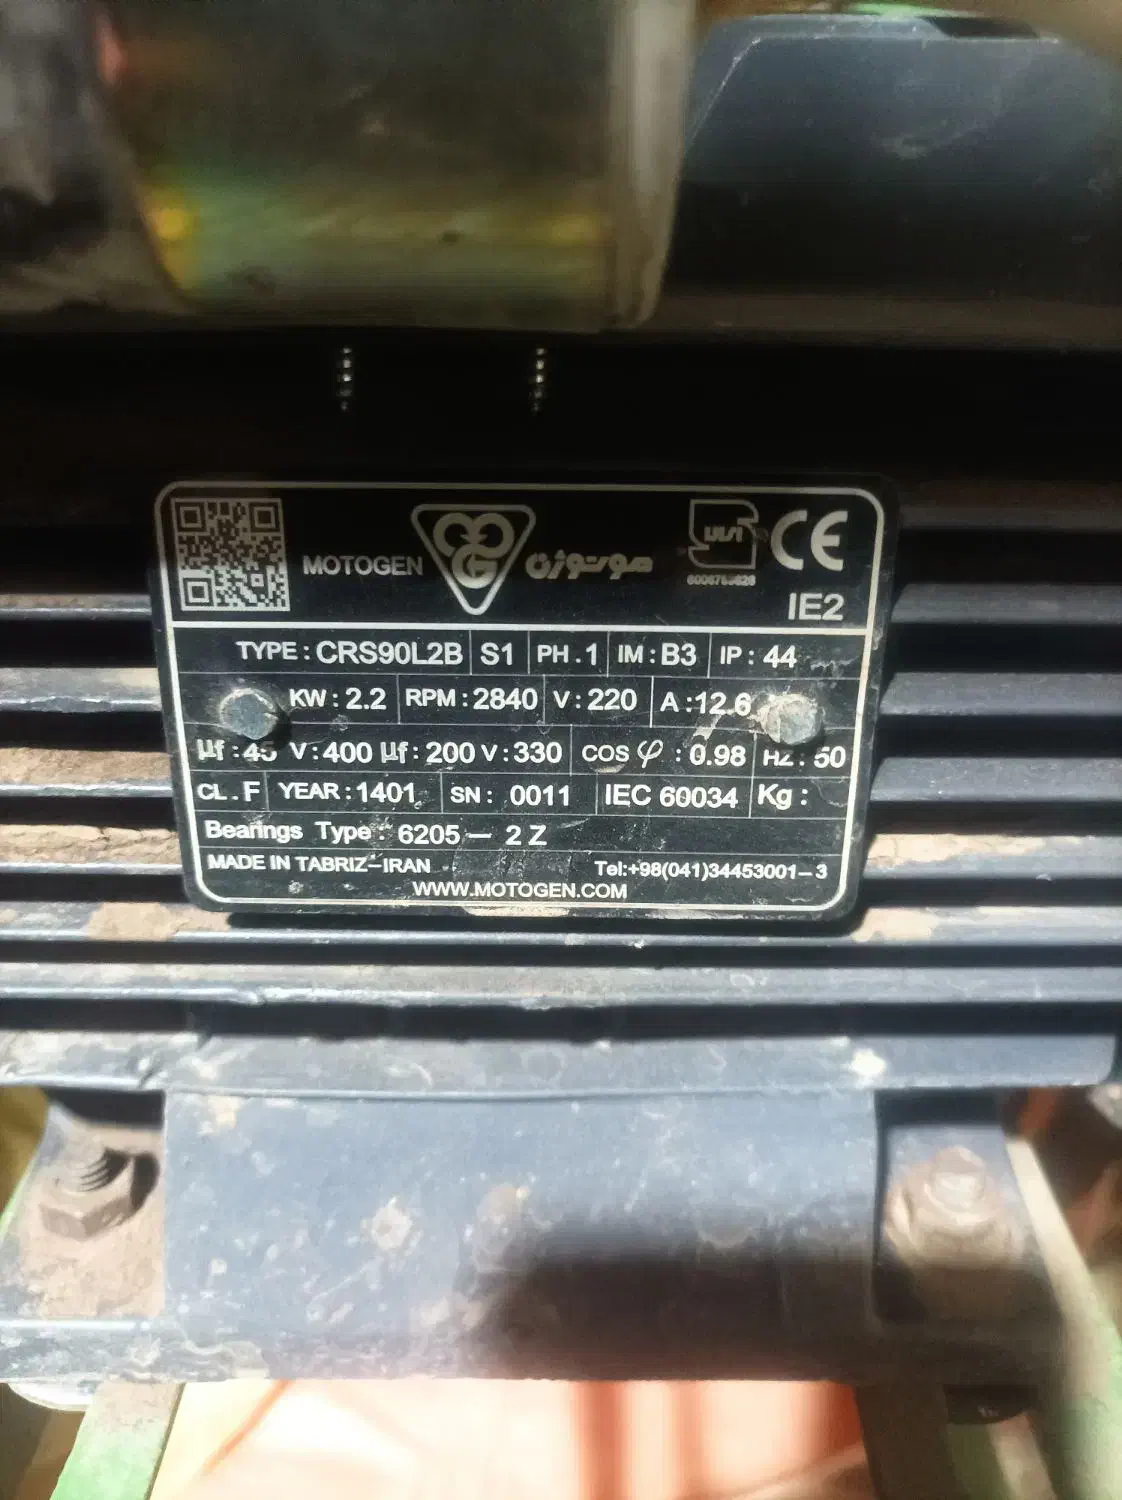 MOTOGEN موتوژن CE
IE2
TYPE : CRS90L2B S1 PH . 1 IM : B3 IP : 44
KW : 2.2 RPM : 2840 V : 220 A : 12.6
µf : 45 V : 400 µf : 200 V : 330 COS φ : 0.98 HZ : 50
CL . F YEAR : 1401 SN : 0011 IEC 60034 Kg :
Bearings Type : 6205 – 2 Z
MADE IN TABRIZ–IRAN Tel:+98(041)34453001–3
WWW.MOTOGEN.COM